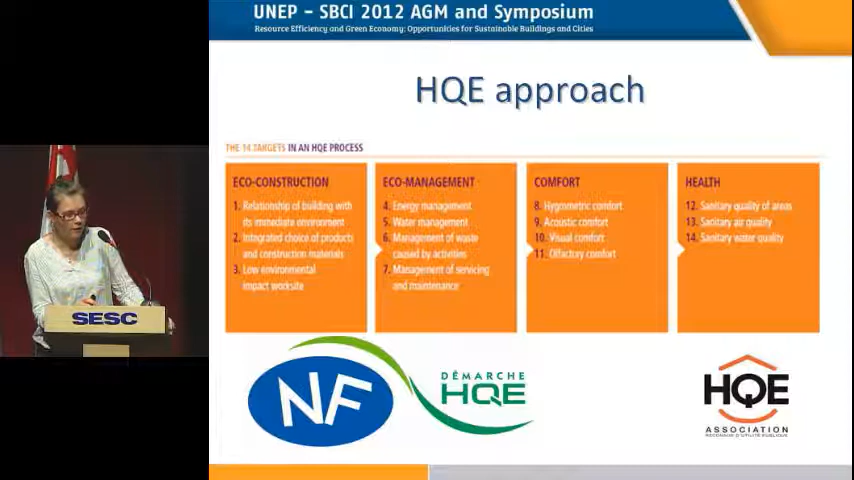 UNEP – SBCI 2012 AGM and Symposium
Resource Efficiency and Green Economy: Opportunities for Sustainable Buildings and Cities
HQE approach
THE 14 TARGETS IN AN HQE PROCESS
ECO-CONSTRUCTION
1. Relationship of building with
its immediate environment
2. Integrated choice of products
and construction materials
3. Low environmental
impact worksite
ECO-MANAGEMENT
4. Energy management
5. Water management
6. Management of waste
caused by activities
7. Management of servicing
and maintenance
COMFORT
8. Hygrometric comfort
9. Acoustic comfort
10. Visual comfort
11. Olfactory comfort
HEALTH
12. Sanitary quality of areas
13. Sanitary air quality
14. Sanitary water quality
SESC
NF
DÉMARCHE
HQE
HQE
ASSOCIATION
RECONNUE D'UTILITÉ PUBLIQUE